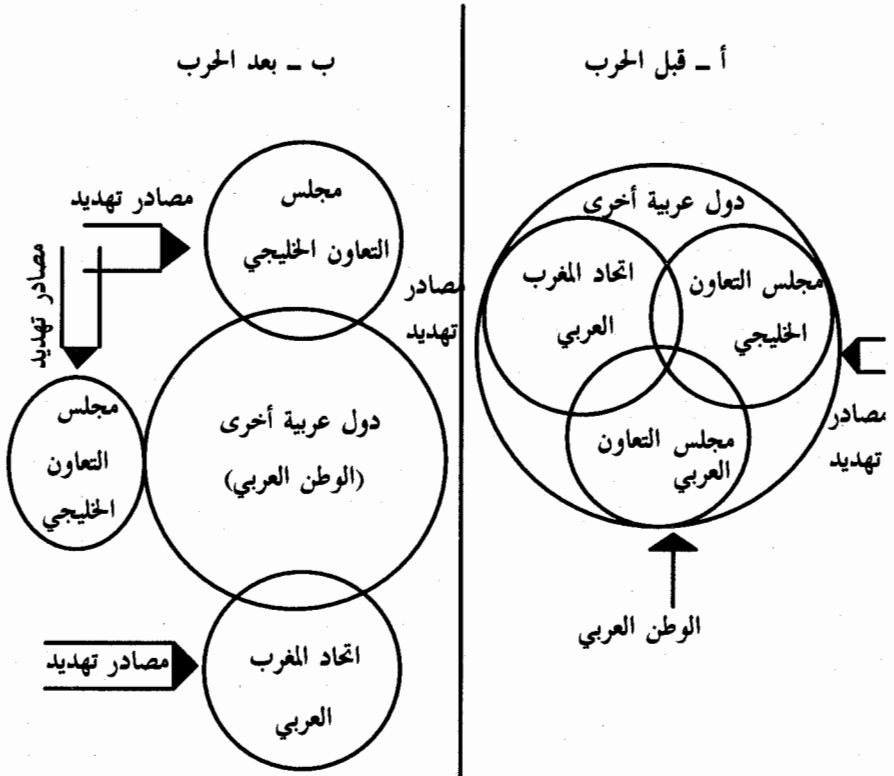 أ ـ قبل الحرب
دول عربية أخرى
اتحاد المغرب
العربي
مجلس التعاون
الخليجي
مجلس التعاون
العربي
مصادر
تهديد
الوطن العربي
ب ـ بعد الحرب
مجلس
التعاون الخليجي
مصادر تهديد
مصادر تهديد
مصادر
تهديد
دول عربية أخرى
(الوطن العربي)
مجلس
التعاون
الخليجي
اتحاد المغرب
العربي
مصادر تهديد